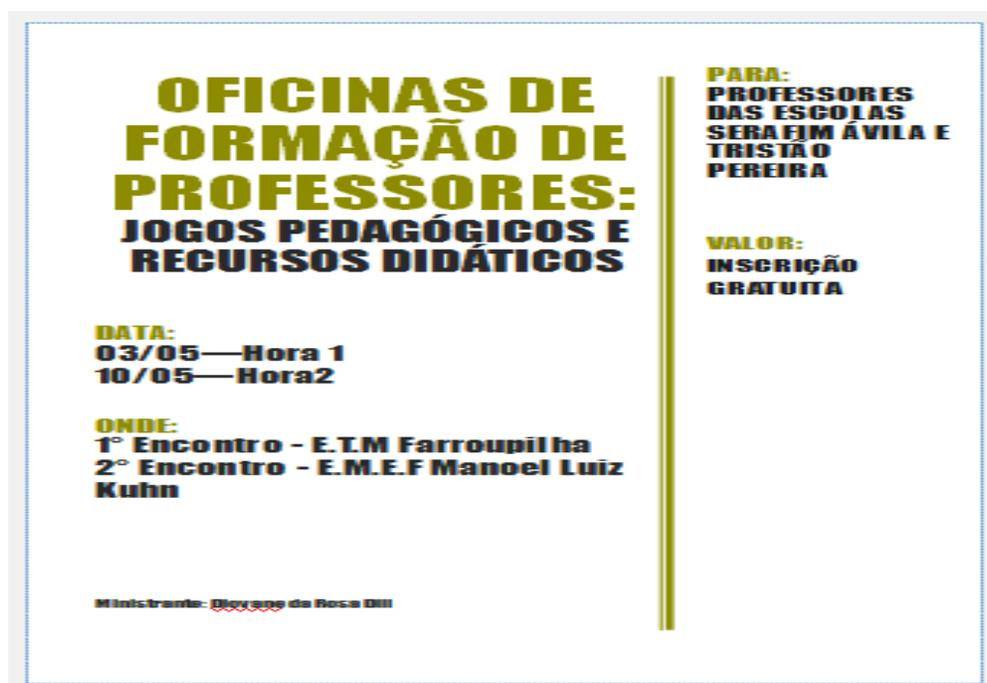 OFICINAS DE
FORMAÇÃO DE
PROFESSORES:
JOGOS PEDAGÓGICOS E
RECURSOS DIDÁTICOS
DATA:
03/05—Hora 1
10/05—Hora2
ONDE:
1° Encontro - E.T.M Farroupilha
2° Encontro - E.M.E.F Manoel Luiz
Kuhn
Ministrante: Diovane da Rosa Dill
PARA:
PROFESSORES
DAS ESCOLAS
SERAFIM ÁVILA E
TRISTÃO
PEREIRA
VALOR:
INSCRIÇÃO
GRATUITA